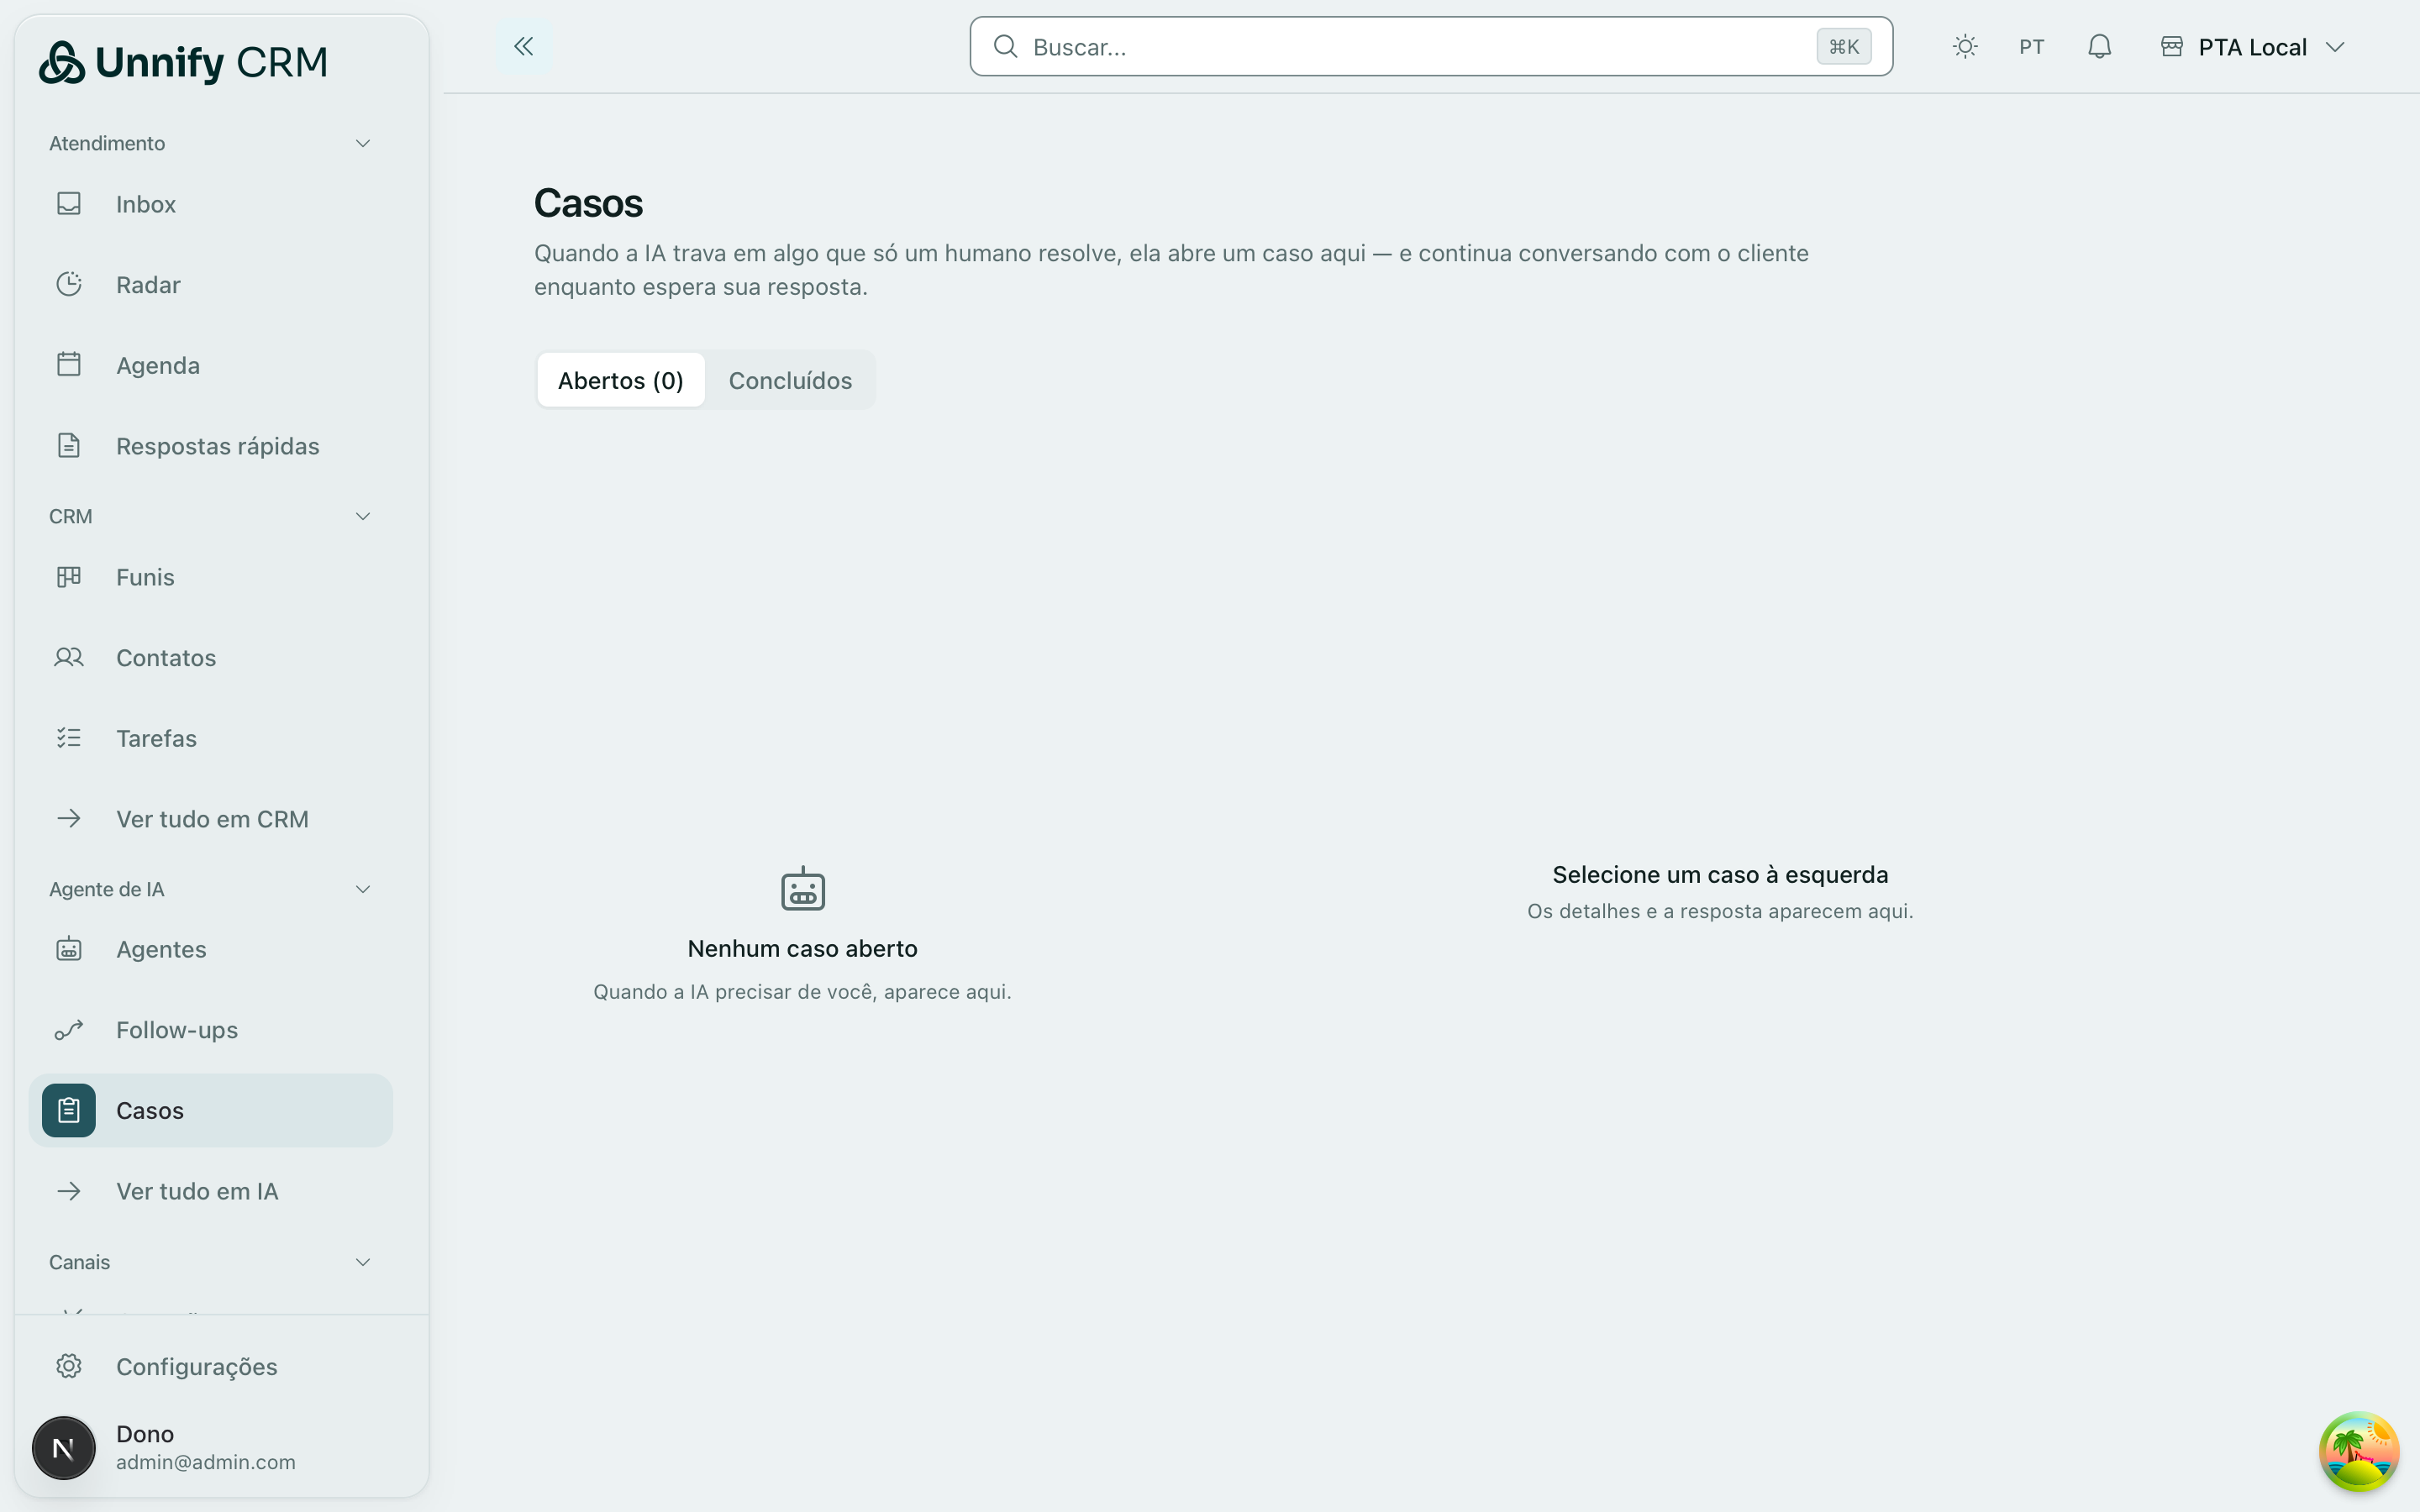 Unnify CRM
Atendimento
Inbox
Radar
Agenda
Respostas rápidas
CRM
Funis
Contatos
Tarefas
Ver tudo em CRM
Agente de IA
Agentes
Follow-ups
Casos
Ver tudo em IA
Canais
Configurações
N
Dono
admin@admin.com
Buscar...
⌘K
PT
PTA Local
Casos
Quando a IA trava em algo que só um humano resolve, ela abre um caso aqui — e continua conversando com o cliente
enquanto espera sua resposta.
Abertos (0)
Concluídos
Nenhum caso aberto
Quando a IA precisar de você, aparece aqui.
Selecione um caso à esquerda
Os detalhes e a resposta aparecem aqui.